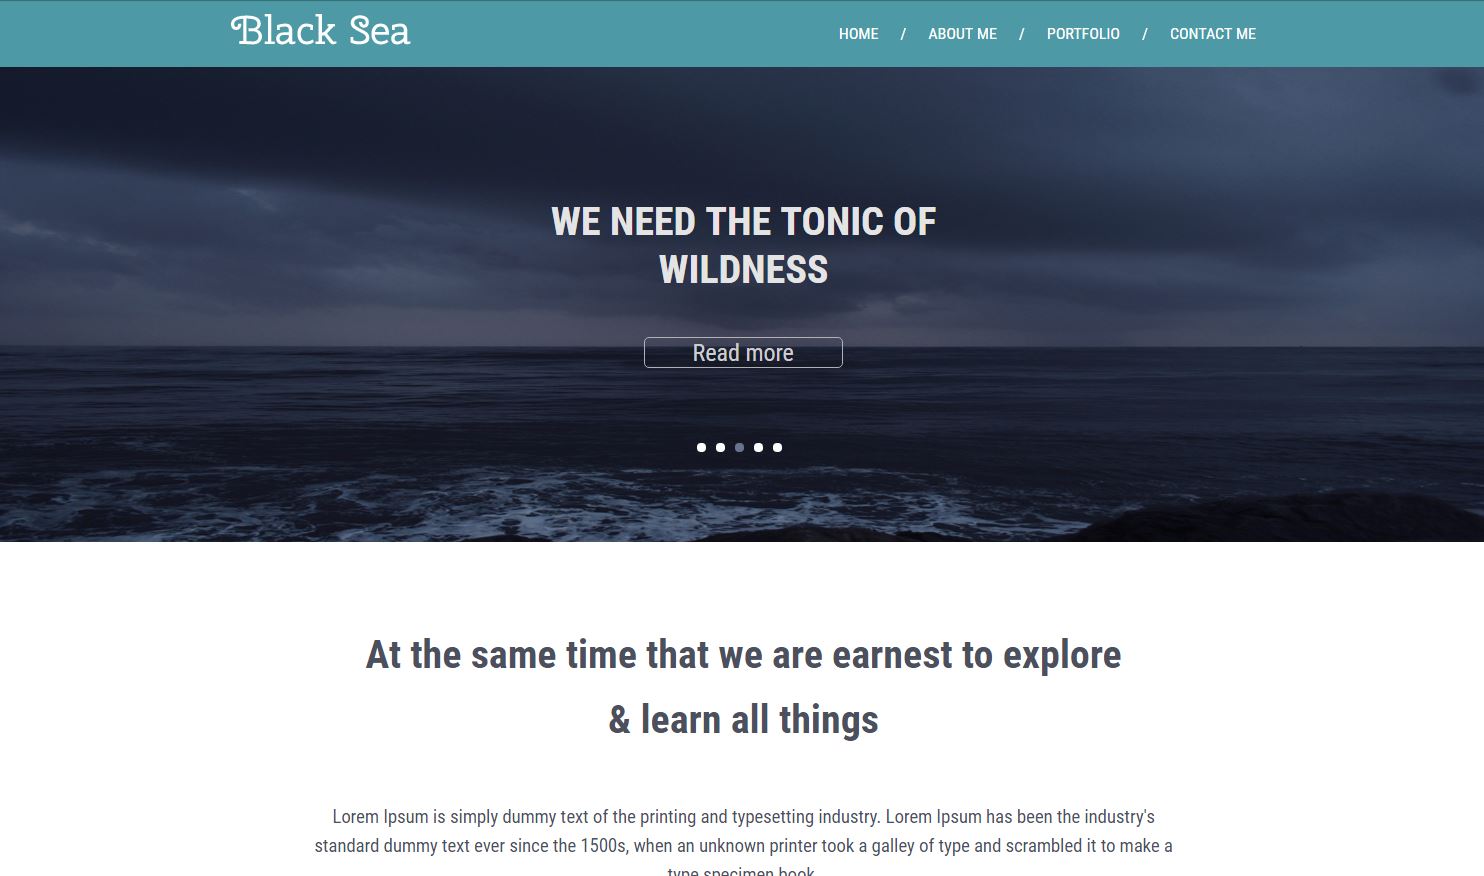 Black Sea
HOME / ABOUT ME / PORTFOLIO / CONTACT ME
WE NEED THE TONIC OF
WILDNESS
Read more
At the same time that we are earnest to explore
& learn all things
Lorem Ipsum is simply dummy text of the printing and typesetting industry. Lorem Ipsum has been the industry's
standard dummy text ever since the 1500s, when an unknown printer took a galley of type and scrambled it to make a
type specimen book.